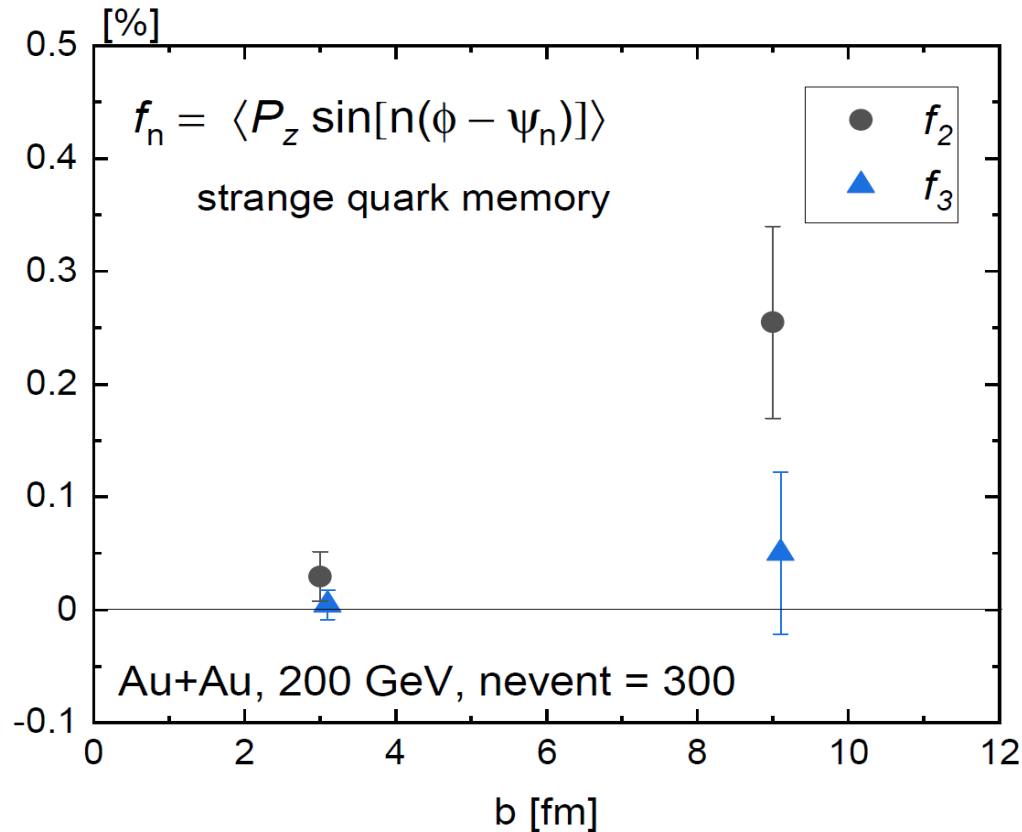 [%]
0.5
0.4
0.3
0.2
0.1
0
-0.1
fn = ⟨Pz sin[n(ϕ − ψn)]⟩
strange quark memory
f2
f3
Au+Au, 200 GeV, nevent = 300
0 2 4 6 8 10 12
b [fm]